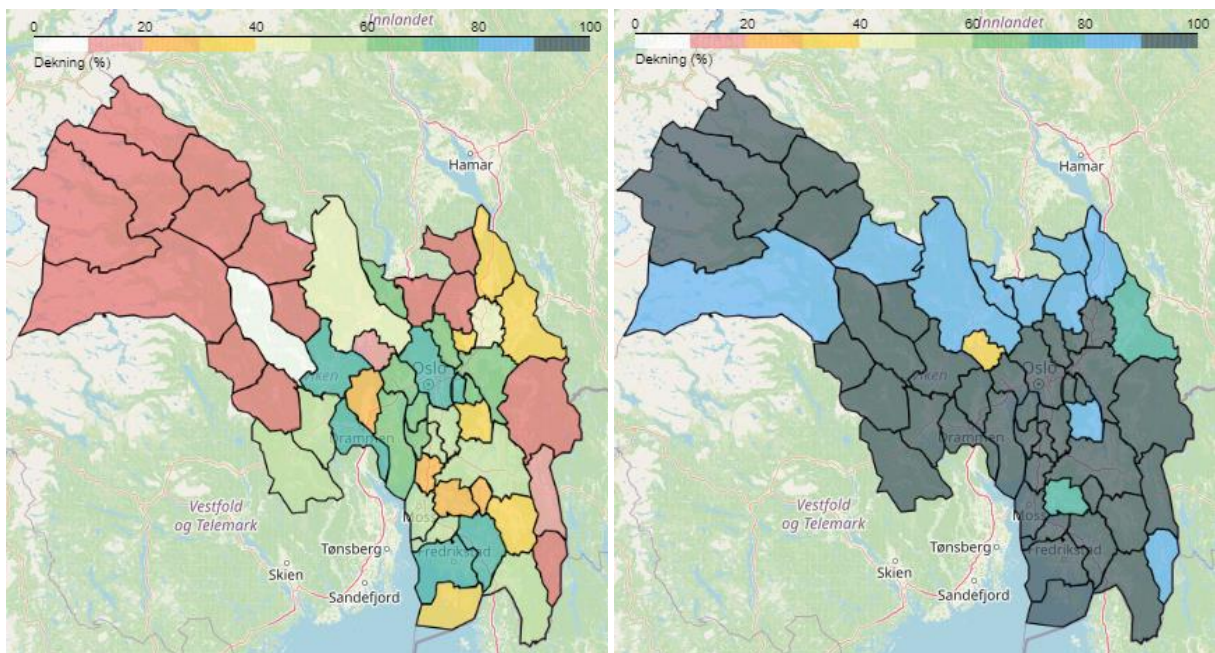 Innlandet
0 20 40 60 80 100
Dekning (%)
Hamar
Oslo
Drammen
Vestfold
og Telemark
Moss
Tønsberg
Fredrikstad
Skien
Sandefjord
Innlandet
0 20 40 60 80 100
Dekning (%)
Hamar
Oslo
Drammen
Vestfold
og Telemark
Moss
Tønsberg
Fredrikstad
Skien
Sandefjord